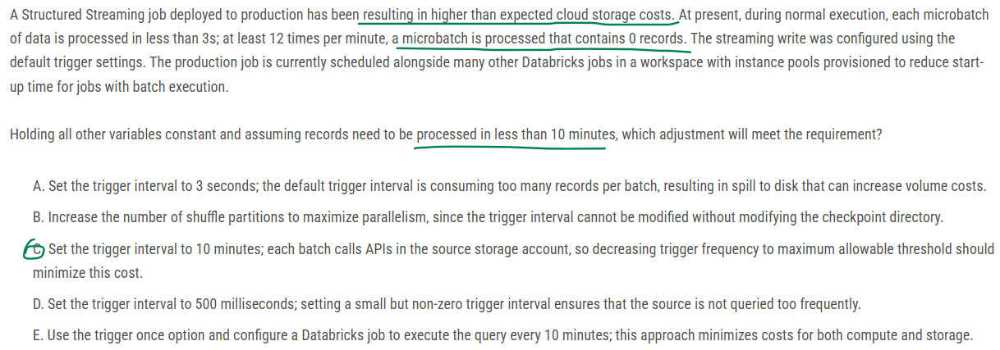 A Structured Streaming job deployed to production has been resulting in higher than expected cloud storage costs. At present, during normal execution, each microbatch
of data is processed in less than 3s; at least 12 times per minute, a microbatch is processed that contains 0 records. The streaming write was configured using the
default trigger settings. The production job is currently scheduled alongside many other Databricks jobs in a workspace with instance pools provisioned to reduce start-
up time for jobs with batch execution.
Holding all other variables constant and assuming records need to be processed in less than 10 minutes, which adjustment will meet the requirement?
A. Set the trigger interval to 3 seconds; the default trigger interval is consuming too many records per batch, resulting in spill to disk that can increase volume costs.
B. Increase the number of shuffle partitions to maximize parallelism, since the trigger interval cannot be modified without modifying the checkpoint directory.
C. Set the trigger interval to 10 minutes; each batch calls APIs in the source storage account, so decreasing trigger frequency to maximum allowable threshold should
minimize this cost.
D. Set the trigger interval to 500 milliseconds; setting a small but non-zero trigger interval ensures that the source is not queried too frequently.
E. Use the trigger once option and configure a Databricks job to execute the query every 10 minutes; this approach minimizes costs for both compute and storage.